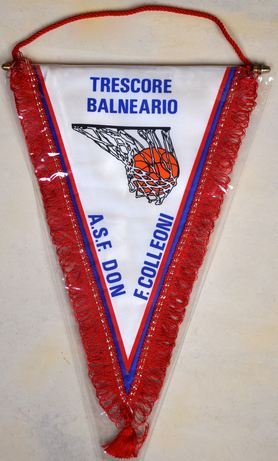 TRESCORE
BALNEARIO
A.S.F. DON
F. COLLEONI